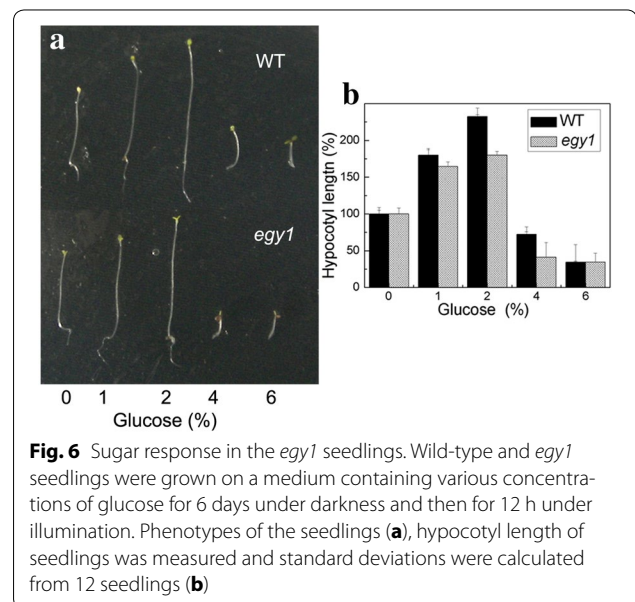 a
WT
egy1
0 1 2 4 6
Glucose (%)
b
WT
egy1
Hypocotyl lengtn (%)
200
150
100
50
0
0 1 2 4 6
Glucose (%)
Fig. 6 Sugar response in the egy1 seedlings. Wild-type and egy1
seedlings were grown on a medium containing various concentra-
tions of glucose for 6 days under darkness and then for 12 h under
illumination. Phenotypes of the seedlings (a), hypocotyl length of
seedlings was measured and standard deviations were calculated
from 12 seedlings (b)